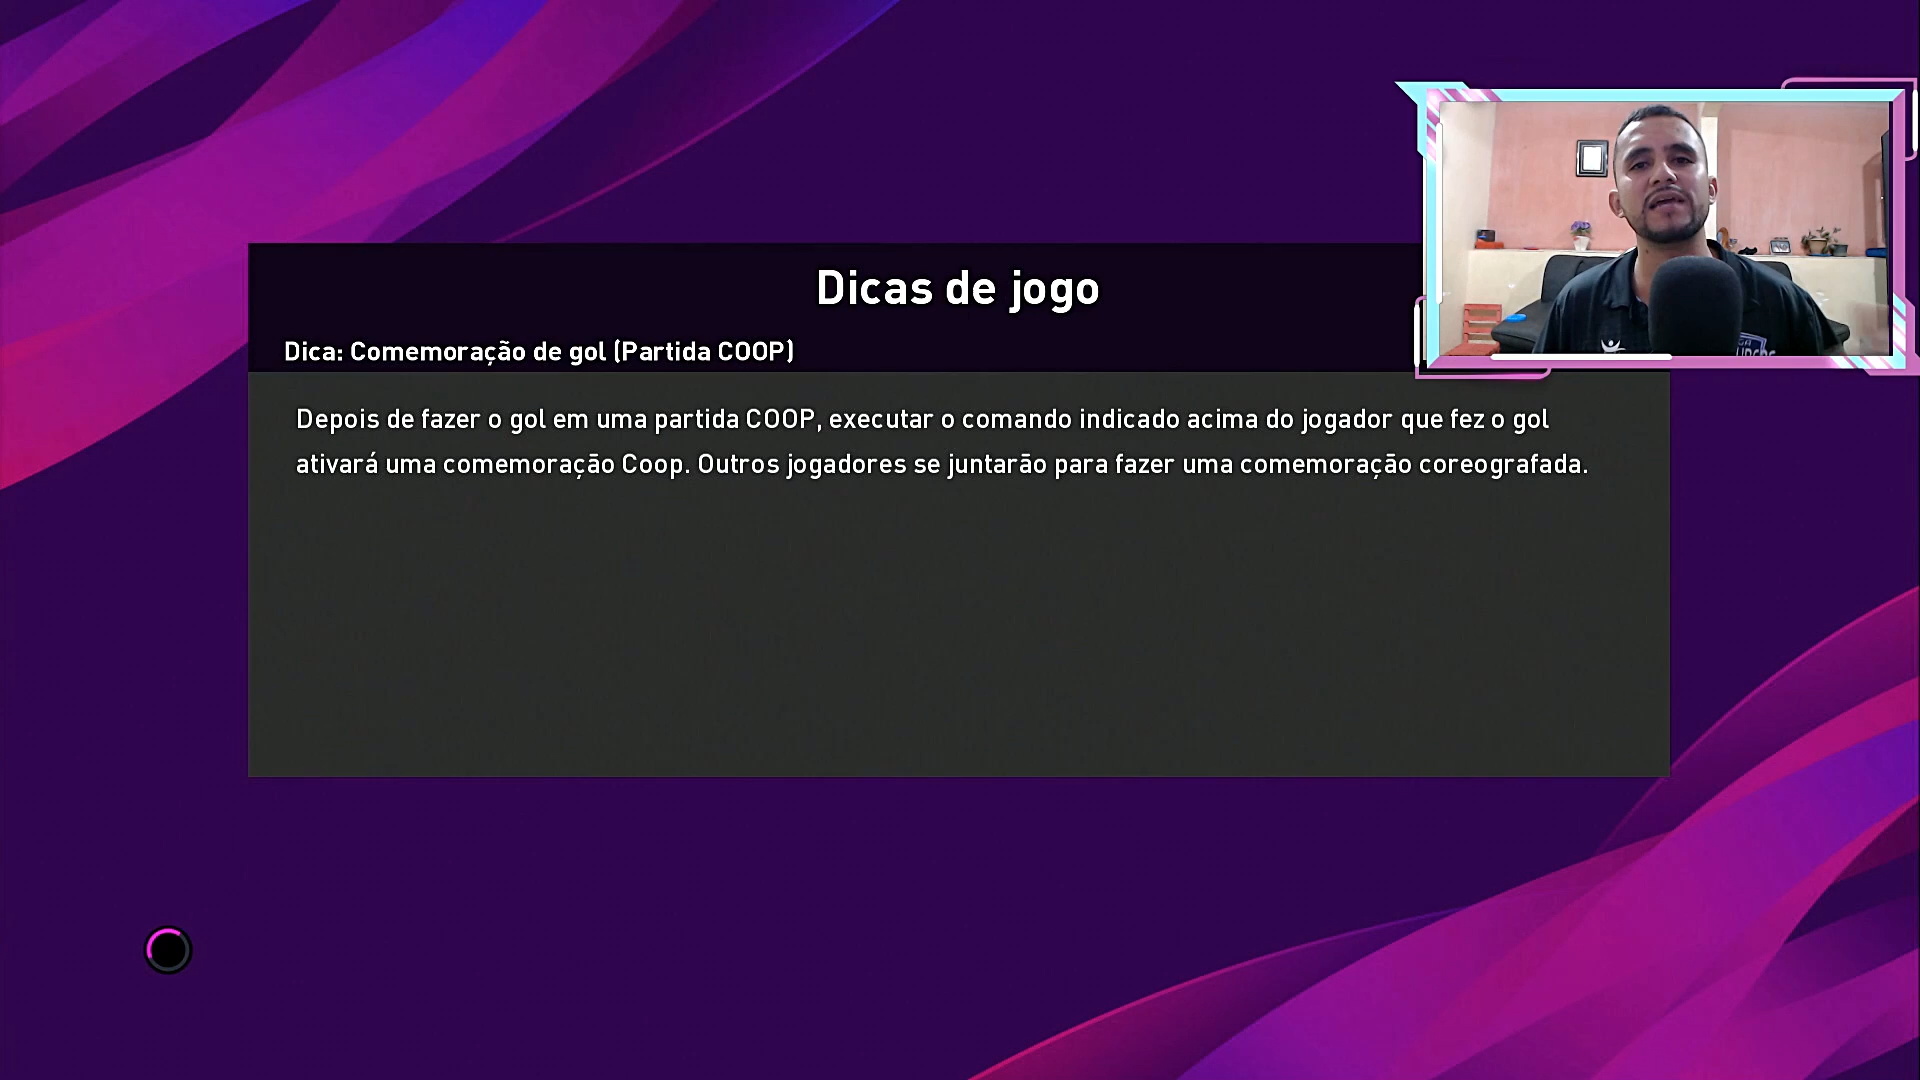 Dicas de jogo
Dica: Comemoração de gol (Partida COOP)
Depois de fazer o gol em uma partida COOP, executar o comando indicado acima do jogador que fez o gol
ativará uma comemoração Coop. Outros jogadores se juntarão para fazer uma comemoração coreografada.